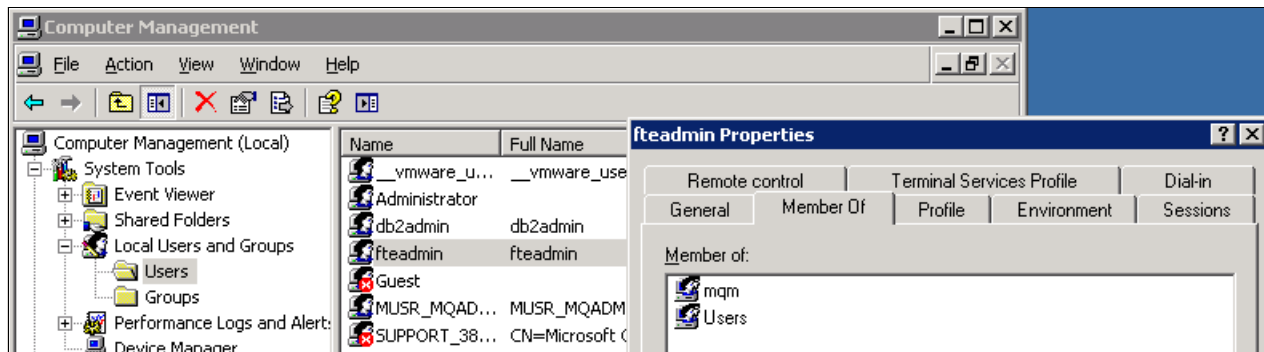 Computer Management
File Action View Window Help
Computer Management (Local)
System Tools
Event Viewer
Shared Folders
Local Users and Groups
Users
Groups
Performance Logs and Alert:
Device Manager
Name Full Name
__vmware_u... __vmware_use
Administrator
db2admin db2admin
fteadmin fteadmin
Guest
MUSR_MQAD... MUSR_MQADM
SUPPORT_38... CN=Microsoft C
fteadmin Properties
Remote control Terminal Services Profile Dial-in
General Member Of Profile Environment Sessions
Member of:
mqm
Users